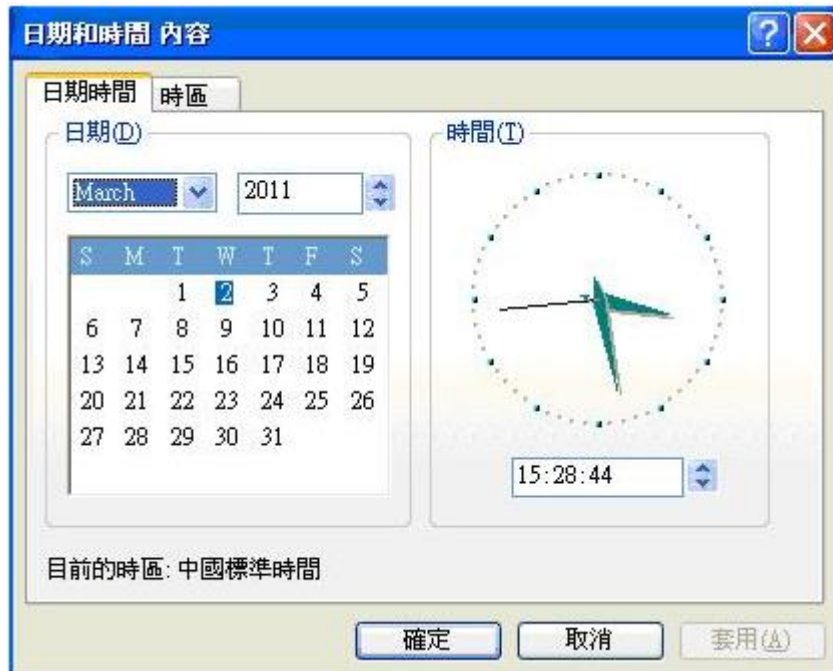 日期和時間 內容
日期時間 時區
日期(D)
March 2011
S M T W T F S
1 2 3 4 5
6 7 8 9 10 11 12
13 14 15 16 17 18 19
20 21 22 23 24 25 26
27 28 29 30 31
時間(T)
15:28:44
目前的時區: 中國標準時間
確定 取消 套用(A)